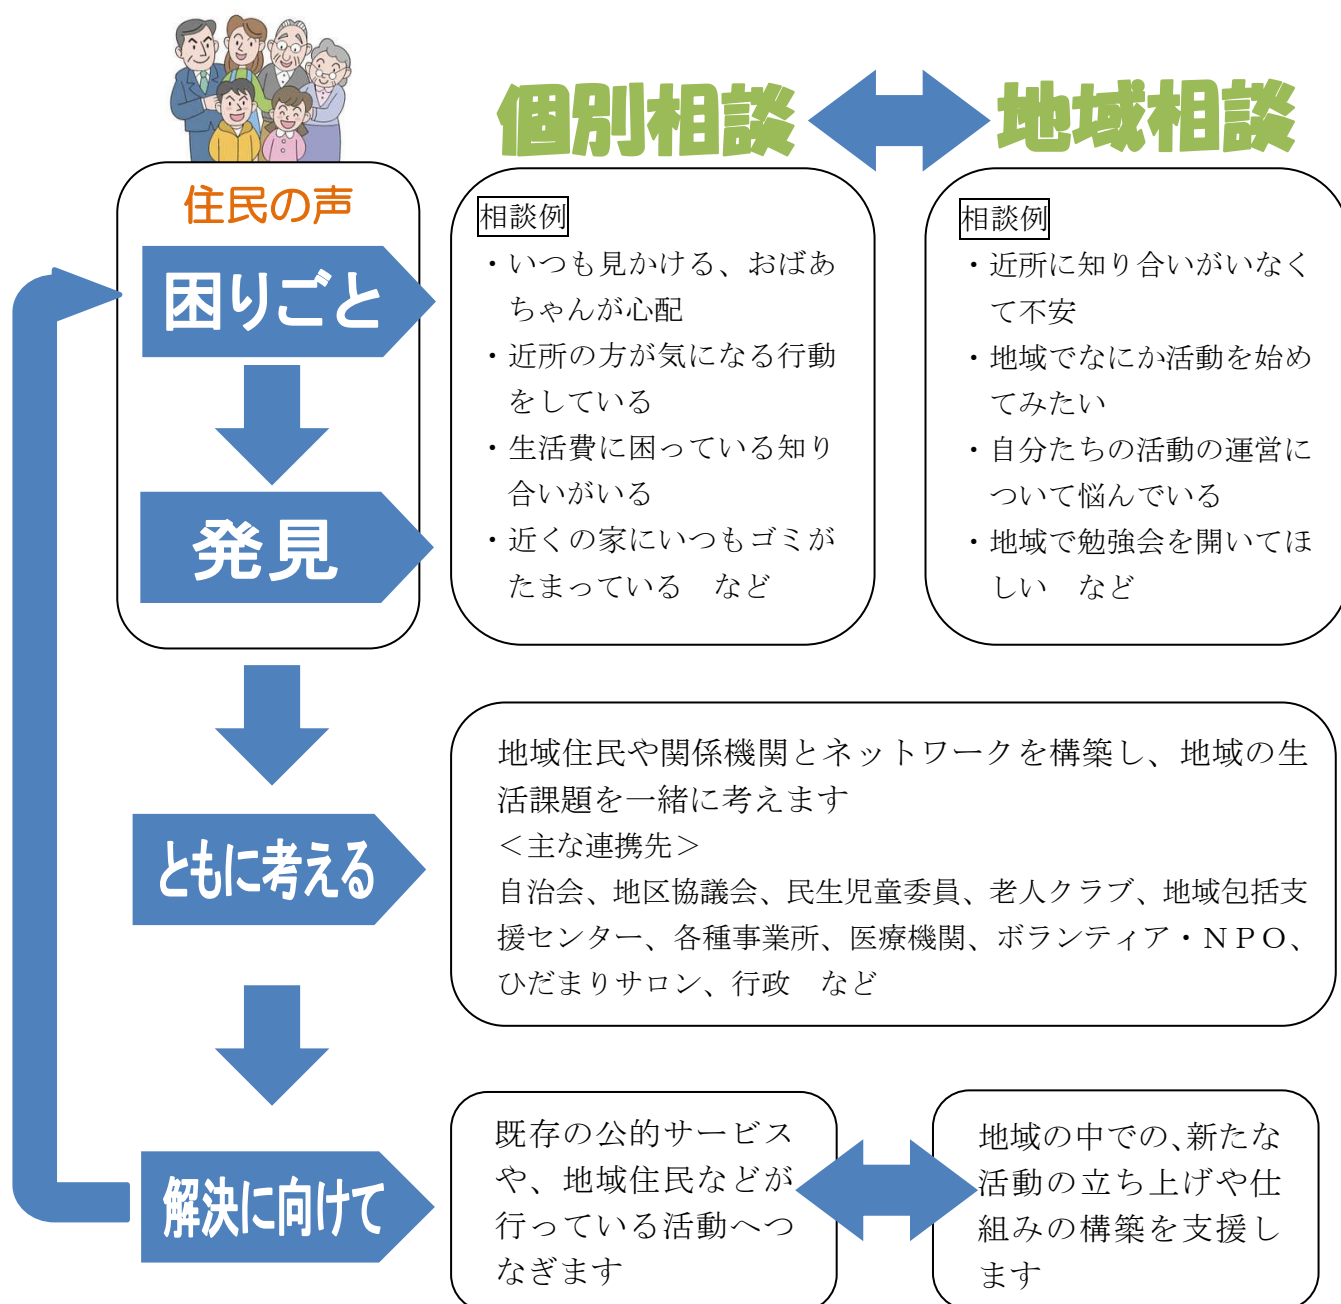 個別相談
地域相談
住民の声
困りごと
発見
相談例
・いつも見かける、おばあ
ちゃんが心配
・近所の方が気になる行動
をしている
・生活費に困っている知り
合いがいる
・近くの家にいつもゴミが
たまっている　など
相談例
・近所に知り合いがいなく
て不安
・地域でなにか活動を始め
てみたい
・自分たちの活動の運営に
ついて悩んでいる
・地域で勉強会を開いてほ
しい　など
ともに考える
地域住民や関係機関とネットワークを構築し、地域の生
活課題を一緒に考えます
＜主な連携先＞
自治会、地区協議会、民生児童委員、老人クラブ、地域包括支
援センター、各種事業所、医療機関、ボランティア・ＮＰＯ、
ひだまりサロン、行政　など
解決に向けて
既存の公的サービス
や、地域住民などが
行っている活動へつ
なぎます
地域の中での、新たな
活動の立ち上げや仕
組みの構築を支援し
ます